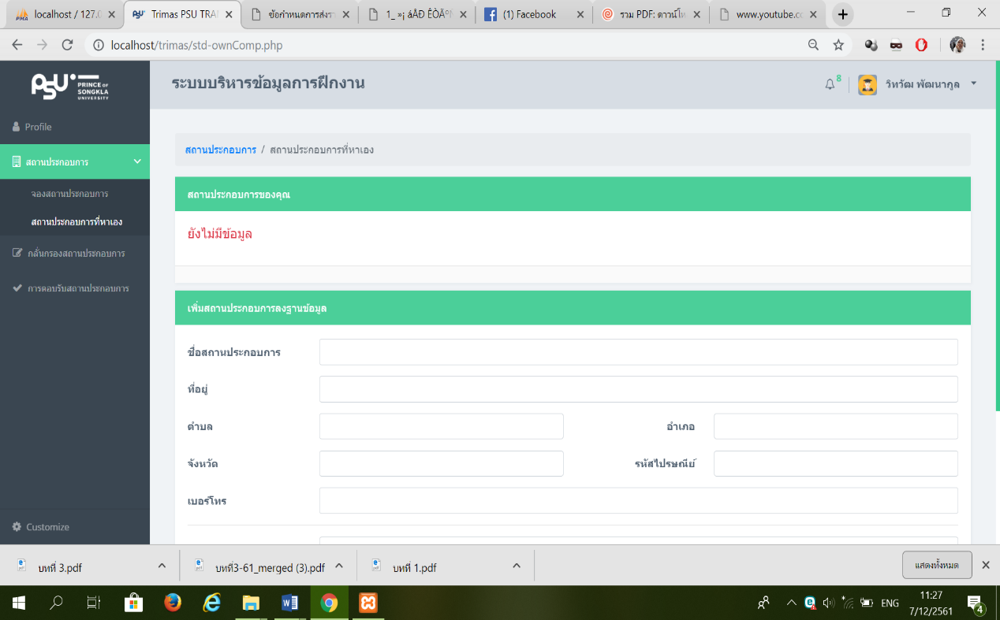 localhost / 127.0
PSU Trimas PSU TRA
ข้อกำหนดการส่งรา
1_ »¡ áÅÐ ÊÒÃº
(1) Facebook
รวม PDF: ดาวน์โห
www.youtube.co
localhost/trimas/std-ownComp.php
PSU PRINCE OF SONGKLA UNIVERSITY
ระบบบริหารข้อมูลการฝึกงาน
8
วิทวัฒ พัฒนากูล
Profile
สถานประกอบการ
จองสถานประกอบการ
สถานประกอบการที่หาเอง
กลั่นกรองสถานประกอบการ
การตอบรับสถานประกอบการ
Customize
สถานประกอบการ / สถานประกอบการที่หาเอง
สถานประกอบการของคุณ
ยังไม่มีข้อมูล
เพิ่มสถานประกอบการลงฐานข้อมูล
ชื่อสถานประกอบการ
ที่อยู่
ตำบล
อำเภอ
จังหวัด
รหัสไปรษณีย์
เบอร์โทร
บทที่ 3.pdf
บทที่3-61_merged (3).pdf
บทที่ 1.pdf
แสดงทั้งหมด
ENG
11:27
7/12/2561
4